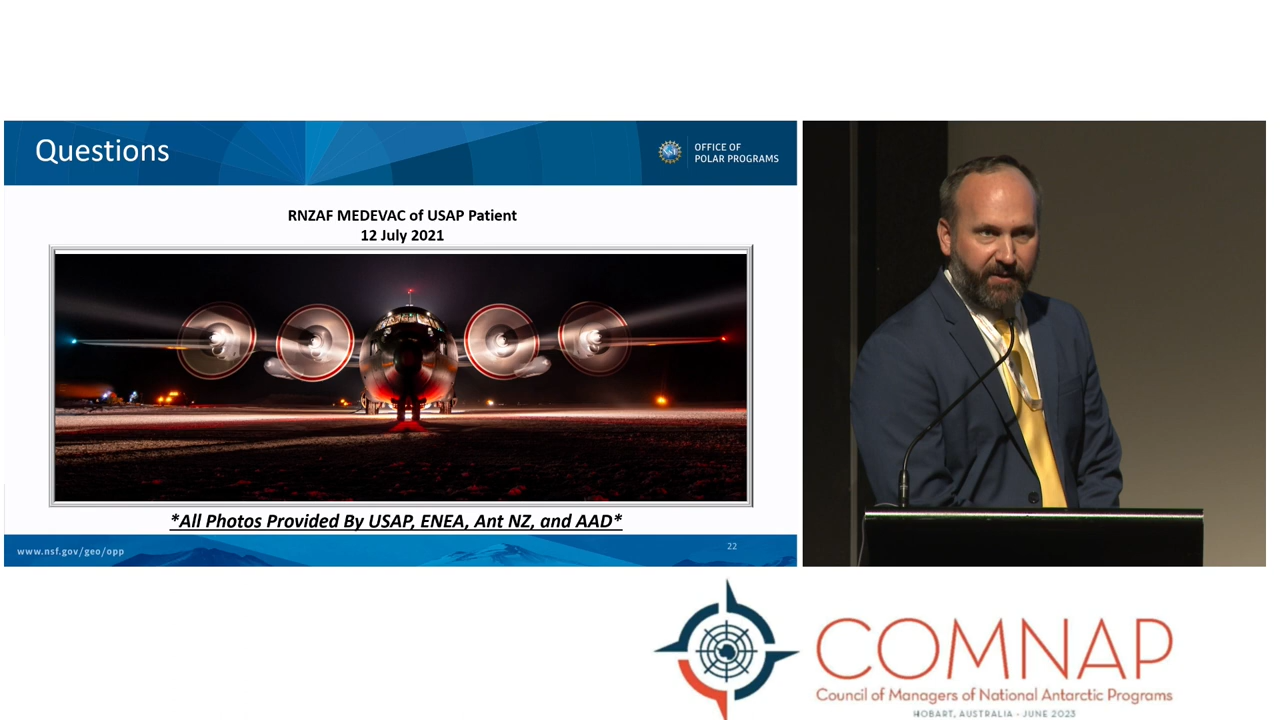 Questions
OFFICE OF
POLAR PROGRAMS
RNZAF MEDEVAC of USAP Patient
12 July 2021
*All Photos Provided By USAP, ENEA, Ant NZ, and AAD*
www.nsf.gov/geo/opp
22
COMNAP
Council of Managers of National Antarctic Programs
HOBART, AUSTRALIA - JUNE 2023